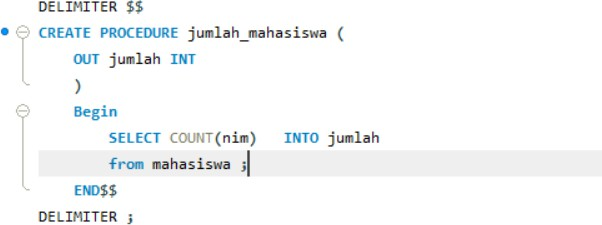 DELIMITER $$
CREATE PROCEDURE jumlah_mahasiswa (
OUT jumlah INT
)
Begin
SELECT COUNT(nim) INTO jumlah
from mahasiswa ;
END$$
DELIMITER ;